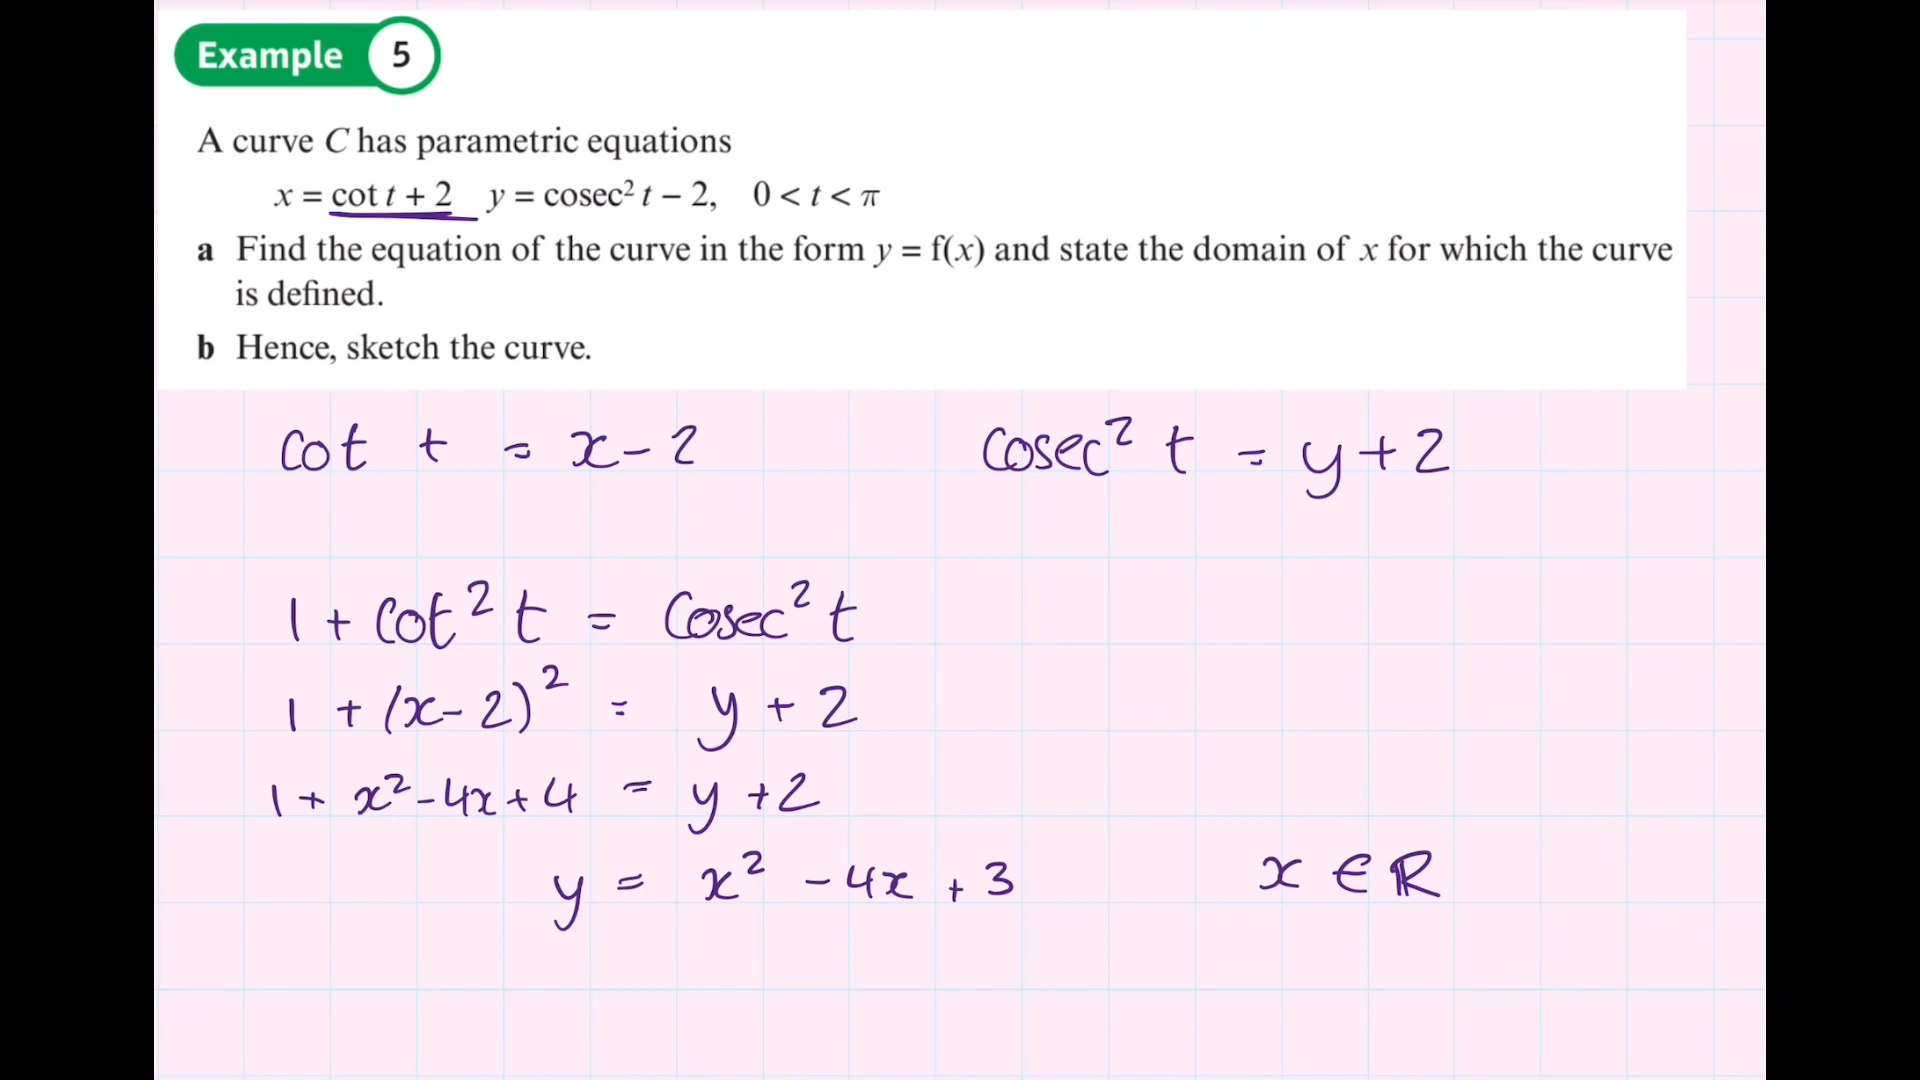 Example 5
A curve C has parametric equations
x = cot t + 2 y = cosec² t − 2, 0 < t < π
a Find the equation of the curve in the form y = f(x) and state the domain of x for which the curve
is defined.
b Hence, sketch the curve.
cot t = x - 2 cosec² t = y + 2
1 + cot² t = cosec² t
1 + (x - 2)² = y + 2
1 + x² - 4x + 4 = y + 2
y = x² - 4x + 3 x ∈ ℝ